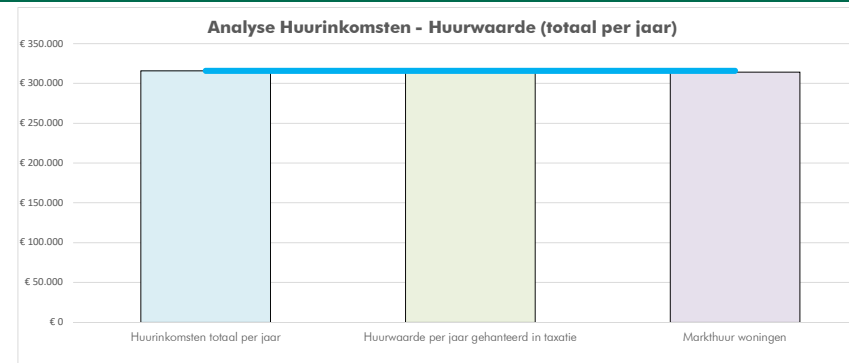 Analyse Huurinkomsten - Huurwaarde (totaal per jaar)
€ 350.000
€ 300.000
€ 250.000
€ 200.000
€ 150.000
€ 100.000
€ 50.000
€ 0
Huurinkomsten totaal per jaar
Huurwaarde per jaar gehanteerd in taxatie
Markthuur woningen